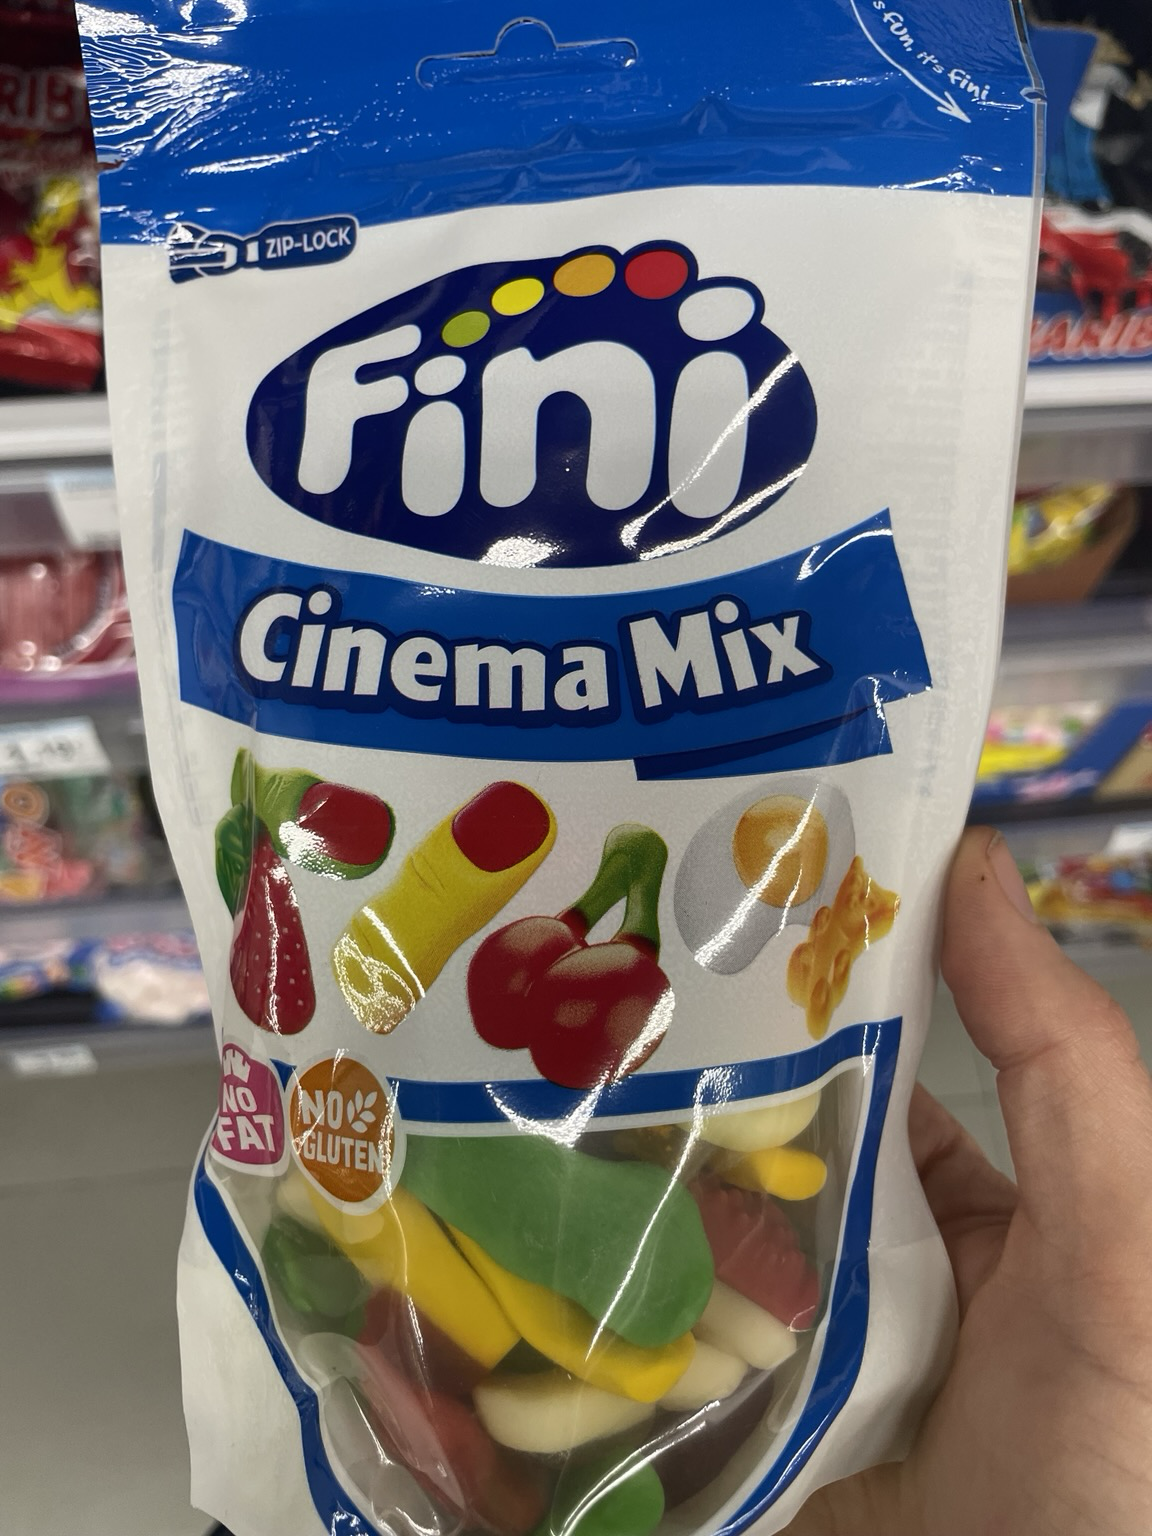 s fun, it's fini
ZIP-LOCK
Fini
Cinema Mix
NO
FAT
NO
GLUTEN